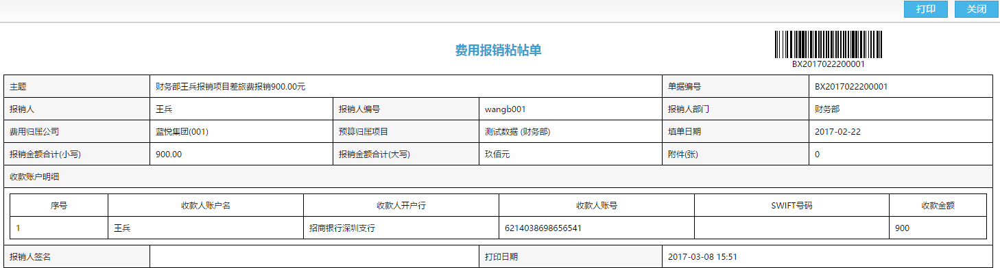 打印 关闭
费用报销粘帖单
BX2017022200001
主题 财务部王兵报销项目差旅费报销900.00元 单据编号 BX2017022200001
报销人 王兵 报销人编号 wangb001 报销人部门 财务部
费用归属公司 蓝悦集团(001) 预算归属项目 测试数据 (财务部) 填单日期 2017-02-22
报销金额合计(小写) 900.00 报销金额合计(大写) 玖佰元 附件(张) 0
收款账户明细
序号 收款人账户名 收款人开户行 收款人账号 SWIFT号码 收款金额
1 王兵 招商银行深圳支行 6214038698656541 900
报销人签名 打印日期 2017-03-08 15:51